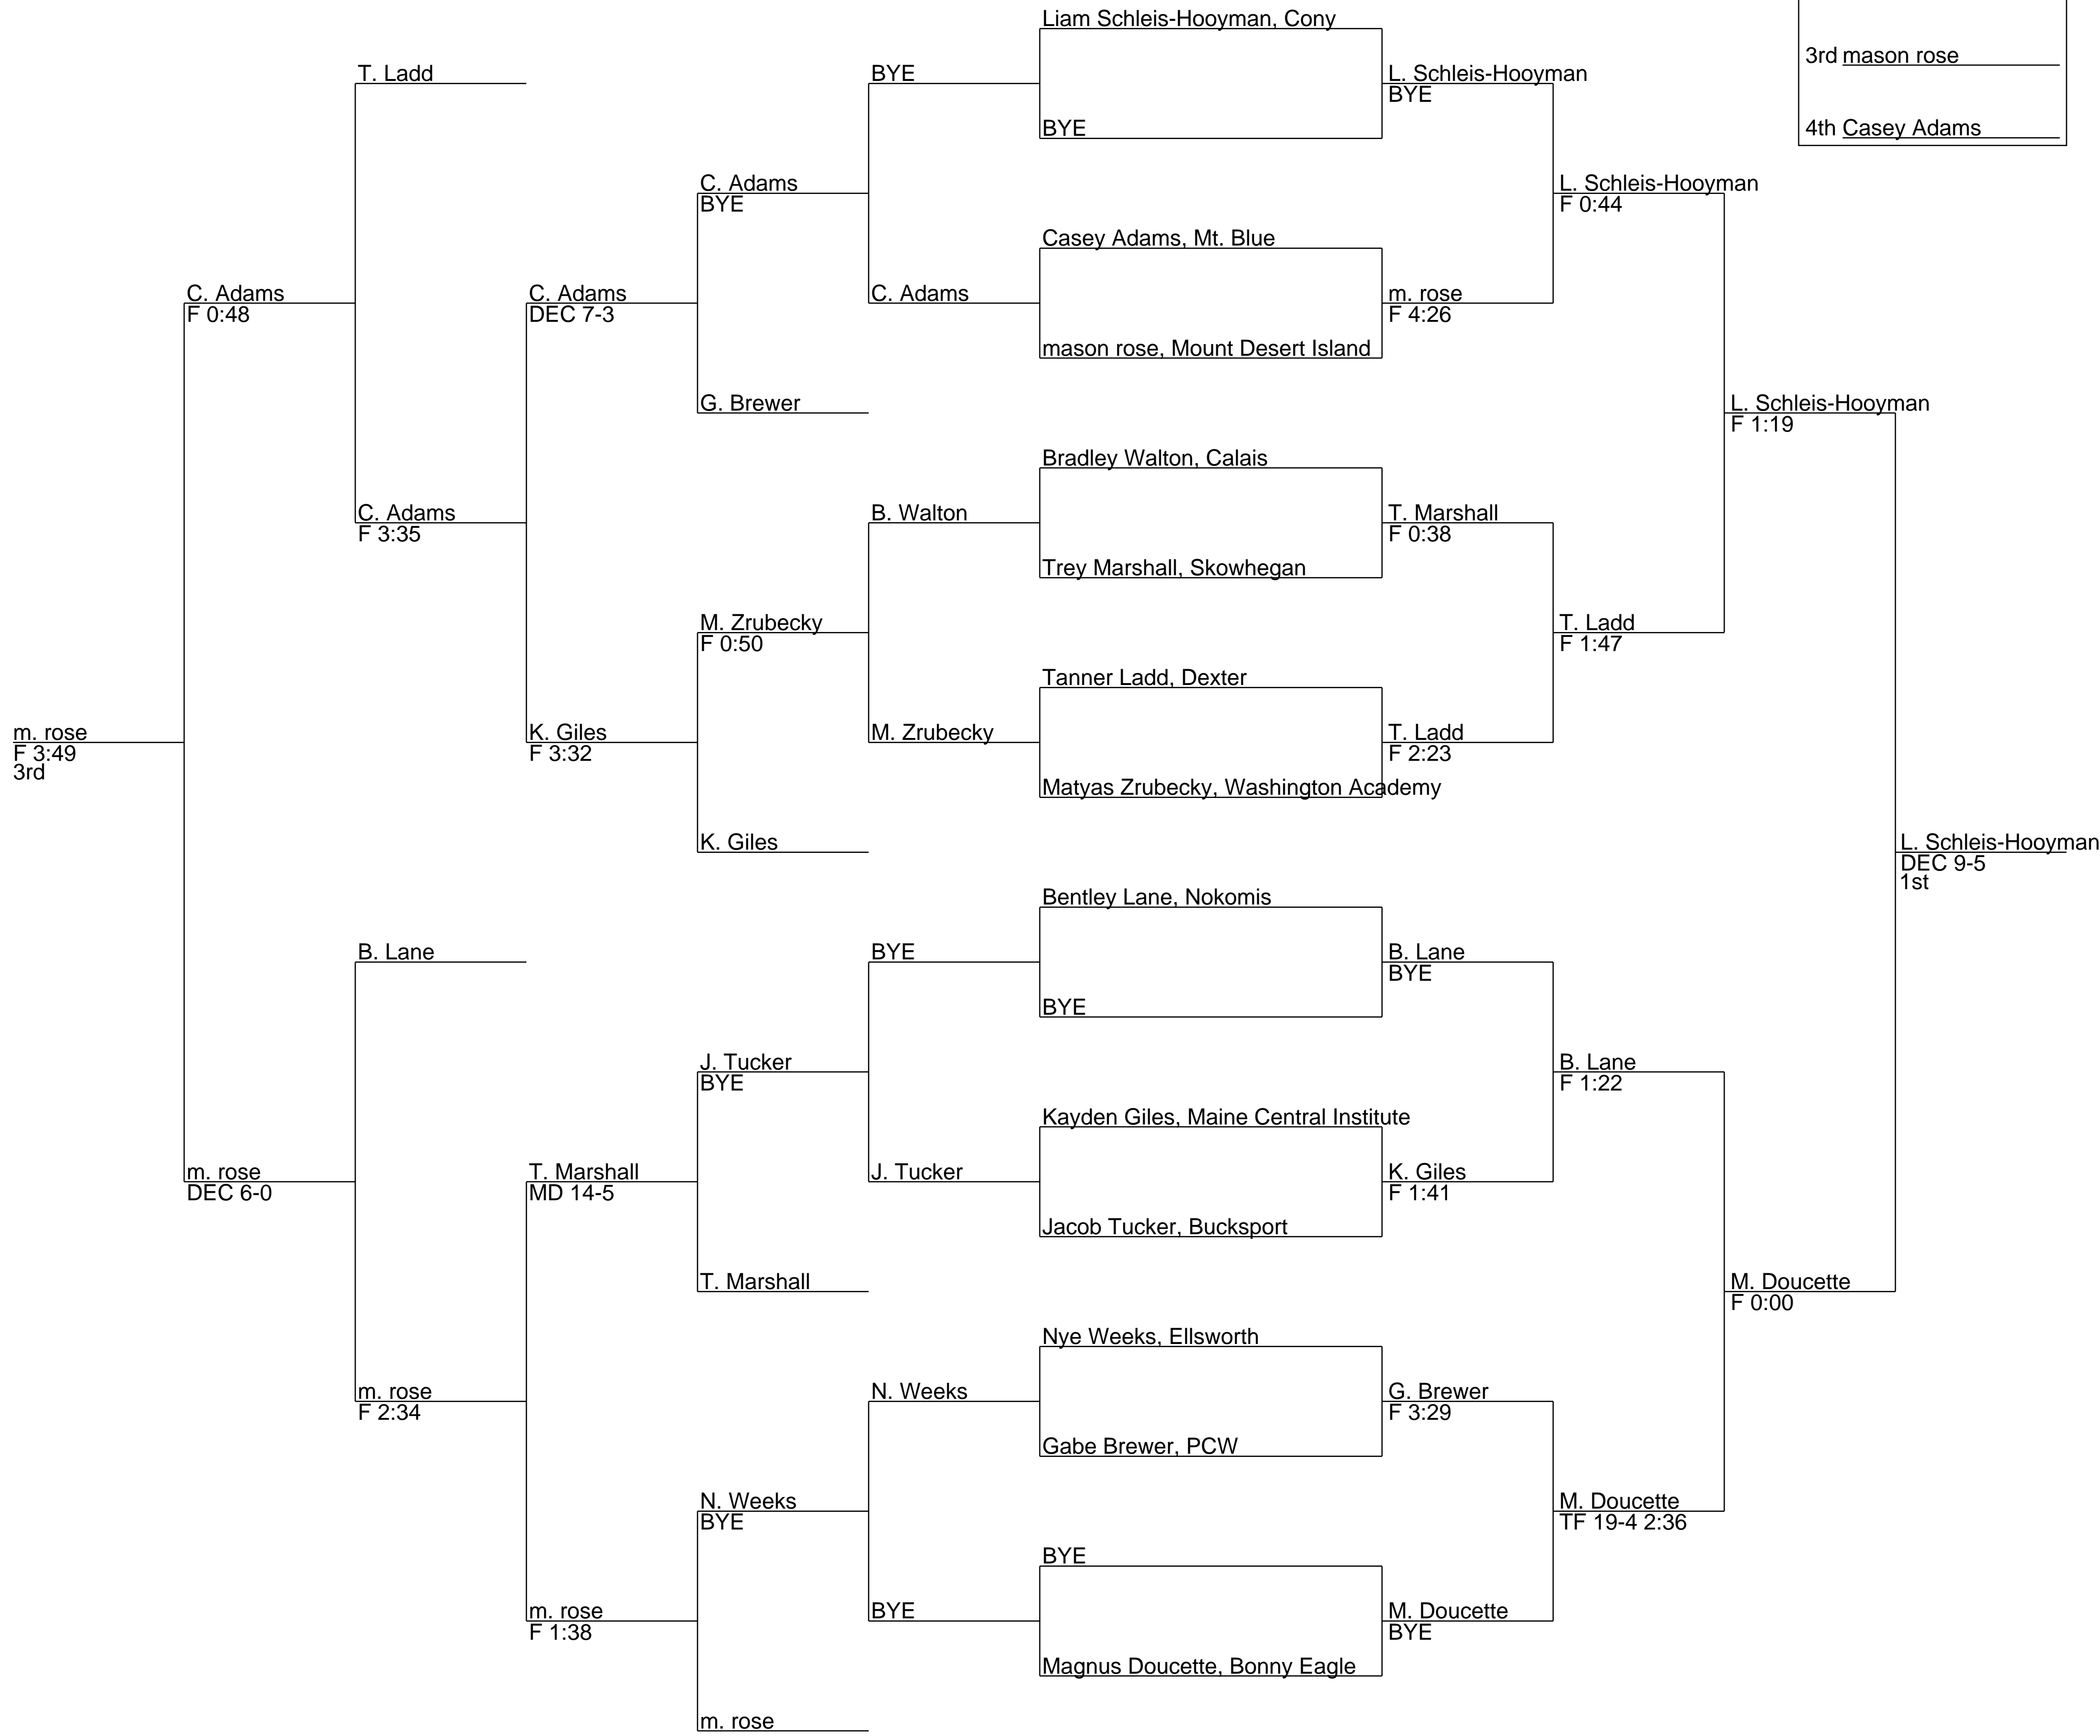 Liam Schleis-Hooyman, Cony
3rd mason rose
T. Ladd
BYE
L. Schleis-Hooyman
BYE
BYE
4th Casey Adams
C. Adams
BYE
L. Schleis-Hooyman
F 0:44
Casey Adams, Mt. Blue
C. Adams
F 0:48
C. Adams
DEC 7-3
C. Adams
m. rose
F 4:26
mason rose, Mount Desert Island
G. Brewer
L. Schleis-Hooyman
F 1:19
Bradley Walton, Calais
C. Adams
F 3:35
B. Walton
T. Marshall
F 0:38
Trey Marshall, Skowhegan
M. Zrubecky
F 0:50
T. Ladd
F 1:47
Tanner Ladd, Dexter
m. rose
F 3:49
3rd
K. Giles
F 3:32
M. Zrubecky
T. Ladd
F 2:23
Matyas Zrubecky, Washington Academy
K. Giles
L. Schleis-Hooyman
DEC 9-5
1st
Bentley Lane, Nokomis
B. Lane
BYE
B. Lane
BYE
BYE
J. Tucker
BYE
B. Lane
F 1:22
Kayden Giles, Maine Central Institute
m. rose
DEC 6-0
T. Marshall
MD 14-5
J. Tucker
K. Giles
F 1:41
Jacob Tucker, Bucksport
T. Marshall
M. Doucette
F 0:00
Nye Weeks, Ellsworth
m. rose
F 2:34
N. Weeks
G. Brewer
F 3:29
Gabe Brewer, PCW
N. Weeks
BYE
M. Doucette
TF 19-4 2:36
BYE
m. rose
F 1:38
BYE
M. Doucette
BYE
Magnus Doucette, Bonny Eagle
m. rose